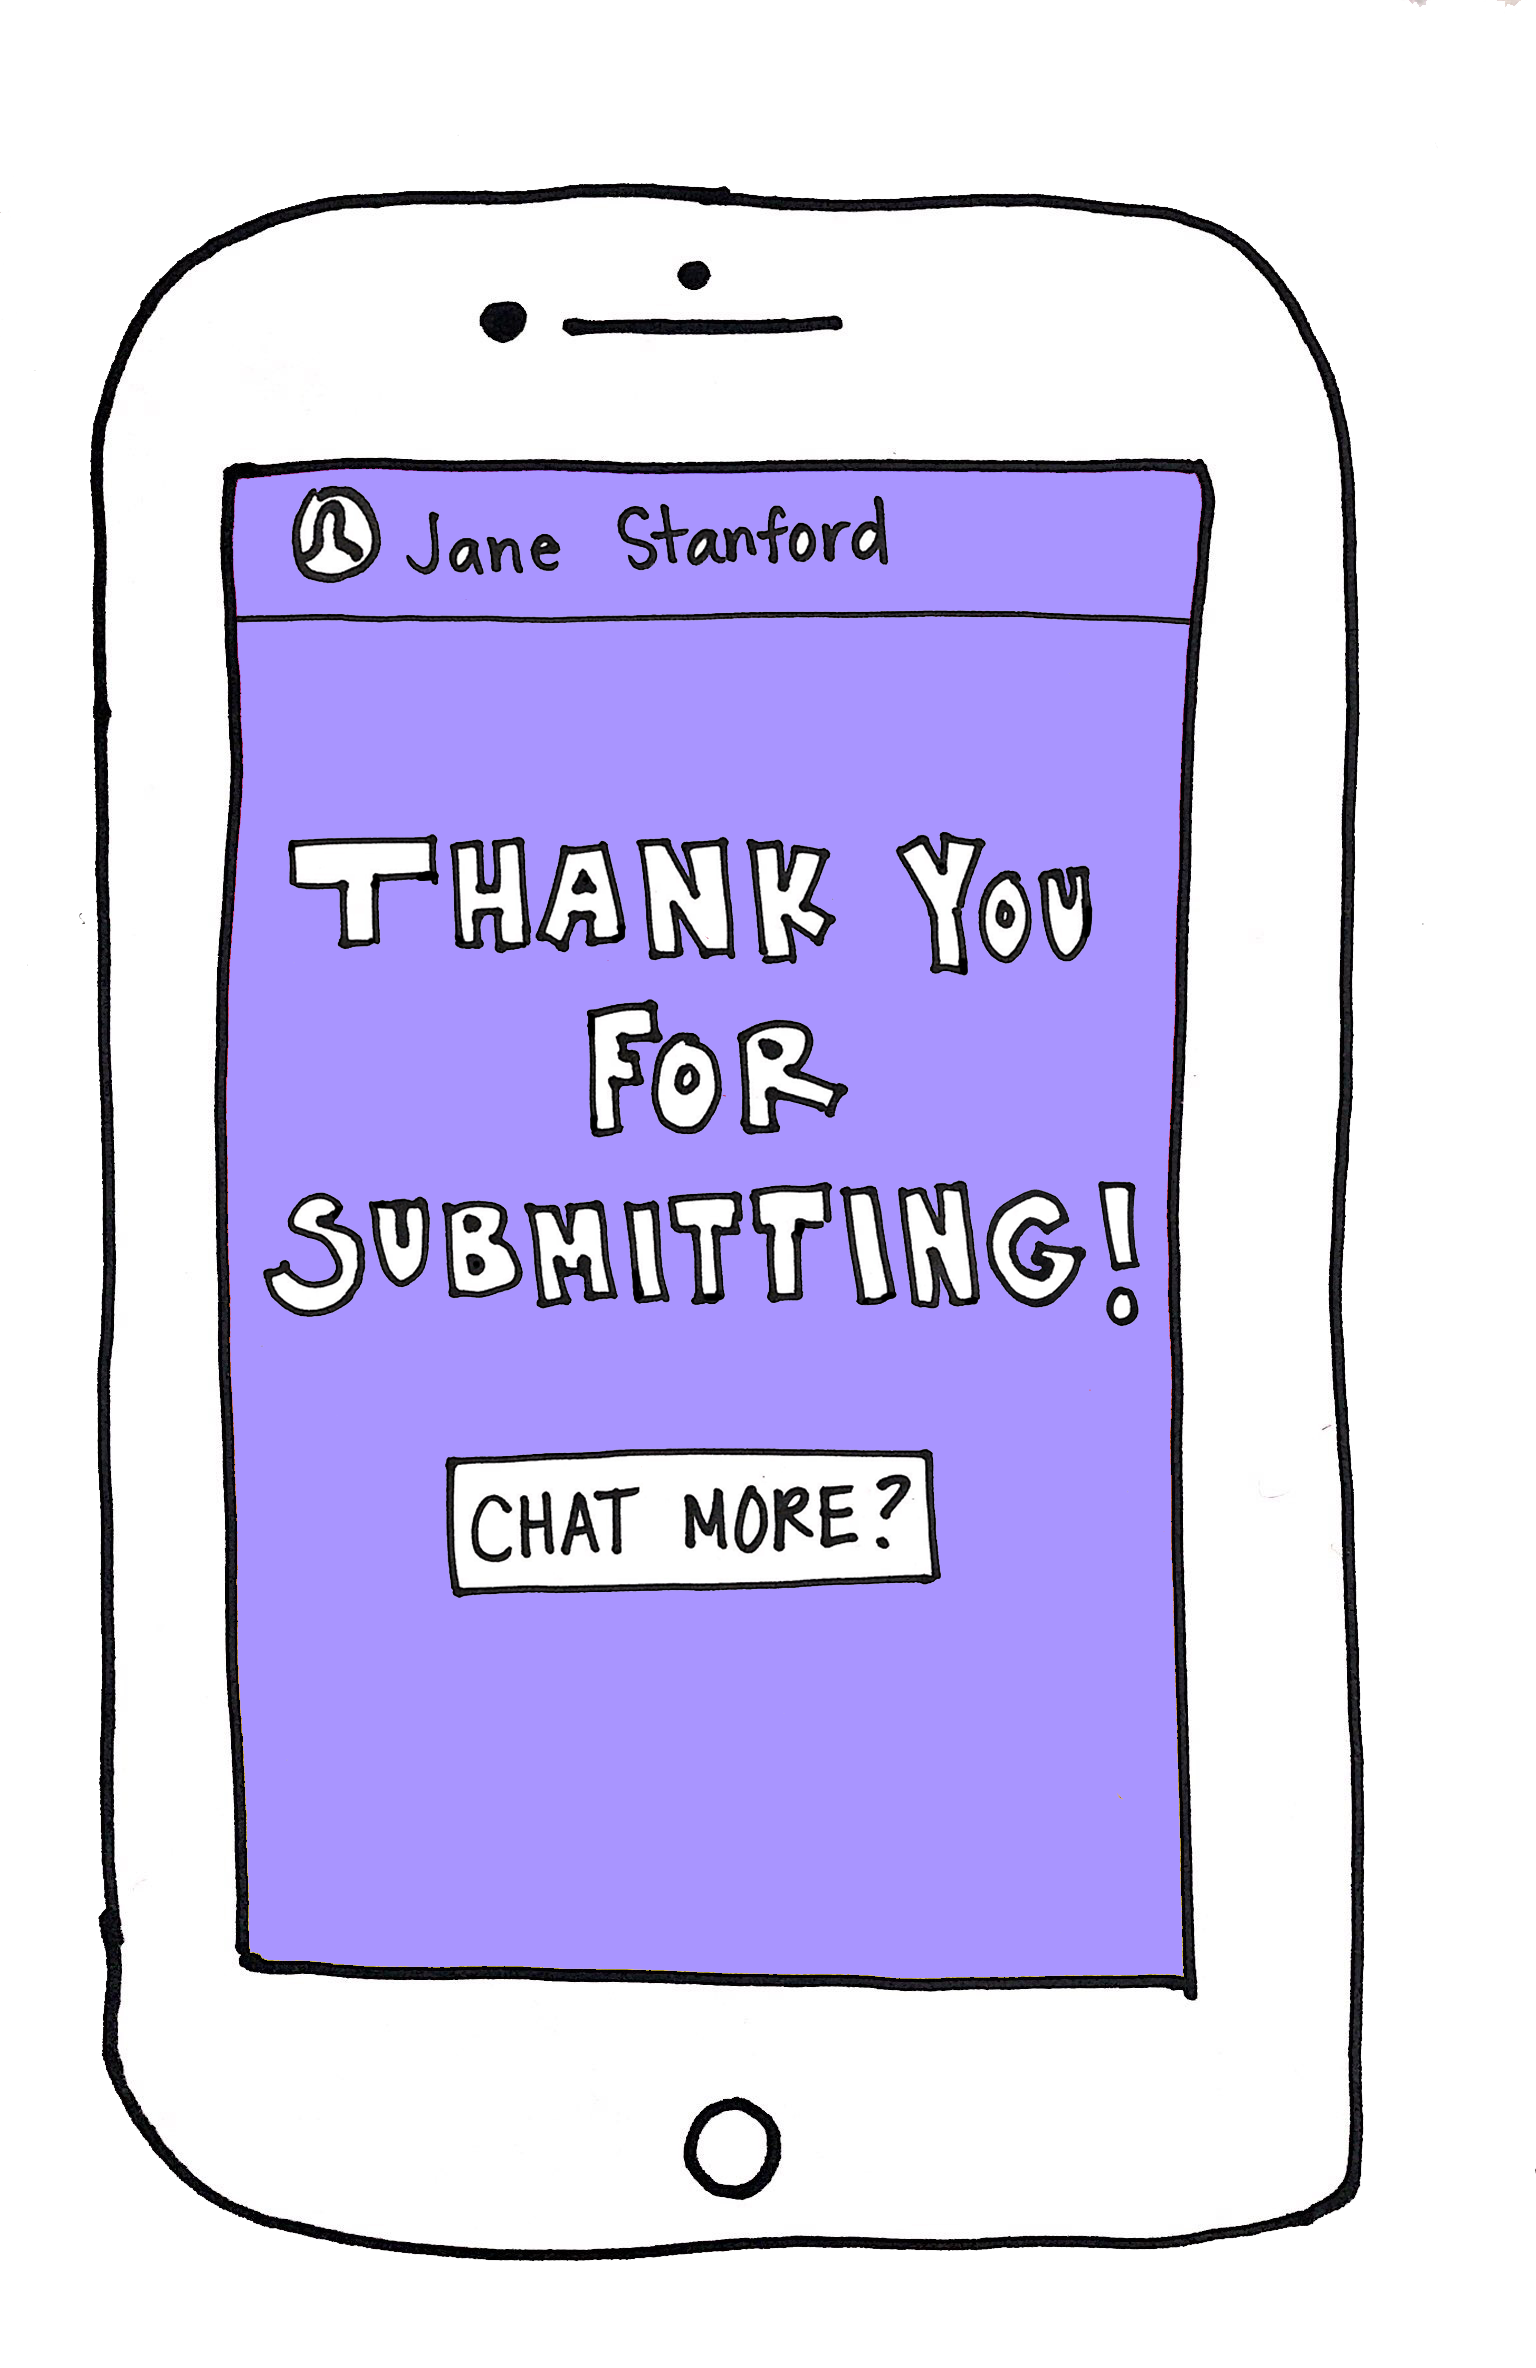 Jane Stanford
THANK YOU
FOR
SUBMITTING!
CHAT MORE?